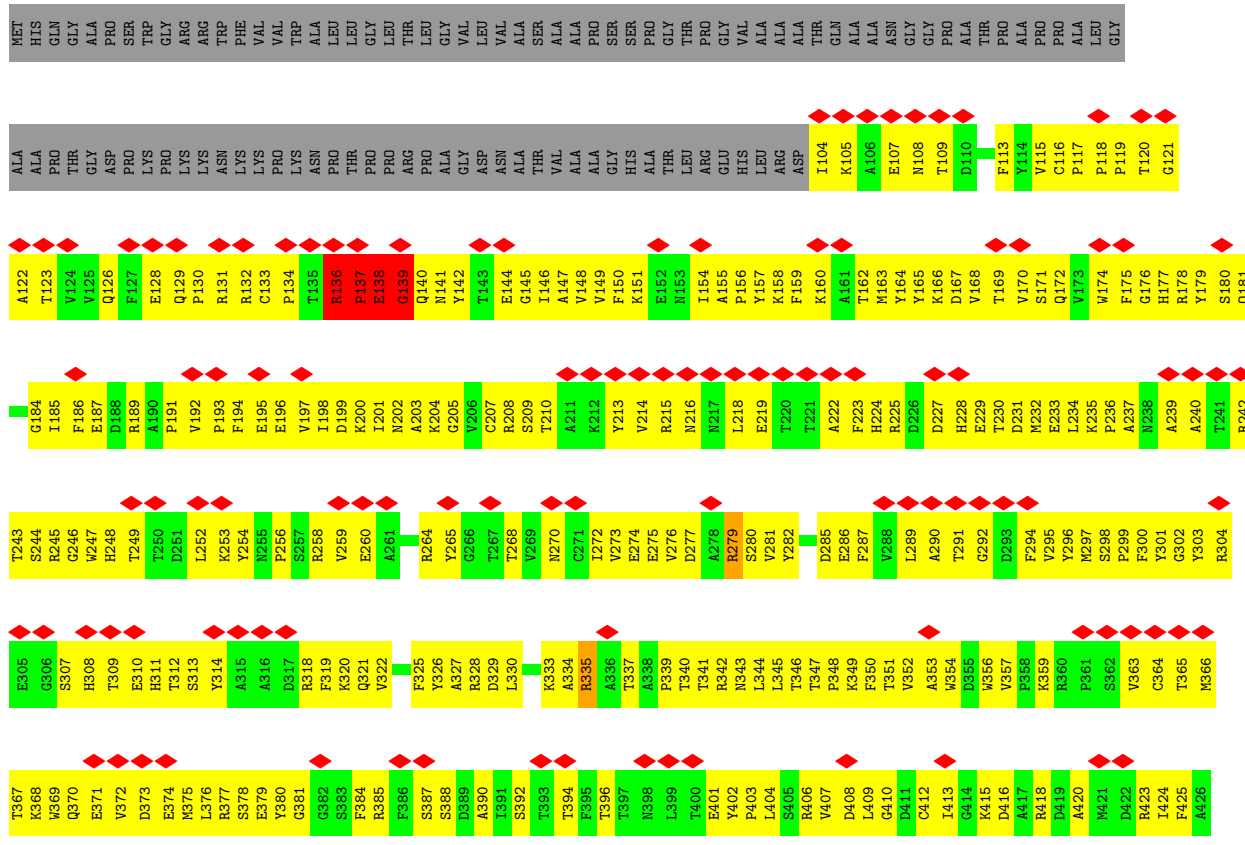 MET HIS GLN GLY ALA PRO SER TRP GLY ARG ARG TRP PHE VAL VAL TRP ALA LEU LEU GLY LEU THR LEU GLY VAL LEU VAL ALA SER ALA ALA PRO SER SER PRO GLY THR PRO GLY VAL ALA ALA ALA THR GLN ALA ALA ASN GLY GLY PRO ALA THR PRO ALA PRO PRO ALA LEU GLY
ALA ALA PRO THR GLY ASP PRO LYS PRO LYS LYS ASN LYS LYS PRO LYS ASN PRO THR PRO PRO ARG PRO ALA GLY ASP ASN ALA THR VAL ALA ALA GLY HIS ALA THR LEU ARG GLU HIS LEU ARG ASP I104 K105 A106 E107 N108 T109 D110 F113 Y114 V115 C116 P117 P118 P119 T120 G121
A122 T123 V124 V125 Q126 F127 E128 Q129 P130 R131 R132 C133 P134 T135 R136 P137 E138 G139 Q140 N141 Y142 T143 E144 G145 I146 A147 V148 V149 F150 K151 E152 N153 I154 A155 P156 Y157 K158 F159 K160 A161 T162 M163 Y164 Y165 K166 D167 V168 T169 V170 S171 Q172 V173 W174 F175 G176 H177 R178 Y179 S180 Q181
G184 I185 F186 E187 D188 R189 A190 P191 V192 P193 F194 E195 E196 V197 I198 D199 K200 I201 N202 A203 K204 G205 V206 C207 R208 S209 T210 A211 K212 Y213 V214 R215 N216 N217 L218 E219 T220 T221 A222 F223 H224 R225 D226 D227 H228 E229 T230 D231 M232 E233 L234 K235 P236 A237 N238 A239 A240 T241 R242
T243 S244 R245 G246 W247 H248 T249 T250 D251 L252 K253 Y254 N255 P256 S257 R258 V259 E260 A261 R264 Y265 G266 T267 T268 V269 N270 C271 I272 V273 E274 E275 V276 D277 A278 R279 S280 V281 Y282 D285 E286 F287 V288 L289 A290 T291 G292 D293 F294 V295 Y296 M297 S298 P299 F300 Y301 G302 Y303 R304
E305 G306 S307 H308 T309 E310 H311 T312 S313 Y314 A315 A316 D317 R318 F319 K320 Q321 V322 F325 Y326 A327 R328 D329 L330 K333 A334 R335 A336 T337 A338 P339 T340 T341 R342 N343 L344 L345 T346 T347 P348 K349 F350 T351 V352 A353 W354 D355 W356 V357 P358 K359 R360 P361 S362 V363 C364 T365 M366
T367 K368 W369 Q370 E371 V372 D373 E374 M375 L376 R377 S378 E379 Y380 G381 G382 S383 F384 R385 F386 S387 S388 D389 A390 I391 S392 T393 T394 F395 T396 T397 N398 L399 T400 E401 Y402 P403 L404 S405 R406 V407 D408 L409 G410 D411 C412 I413 G414 K415 D416 A417 R418 D419 A420 M421 D422 R423 I424 F425 A426